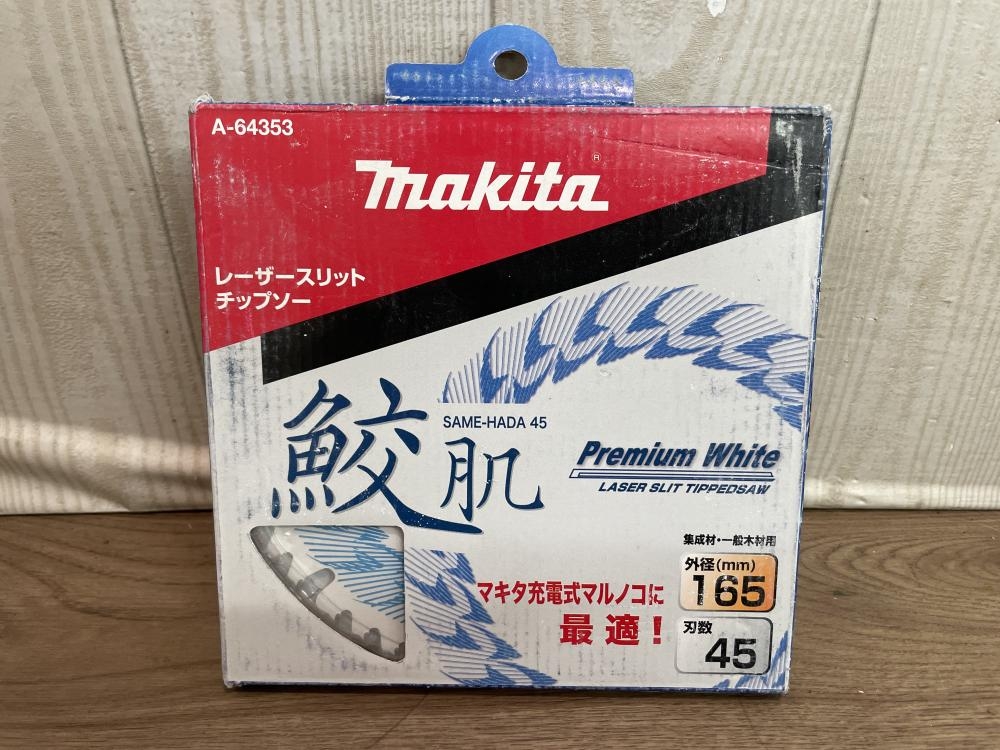 A-64353
makita®
レーザースリット
チップソー
SAME-HADA 45
鮫肌
Premium White
LASER SLIT TIPPEDSAW
集成材・一般木材用
外径(mm)
165
マキタ充電式マルノコに
最適!
刃数
45